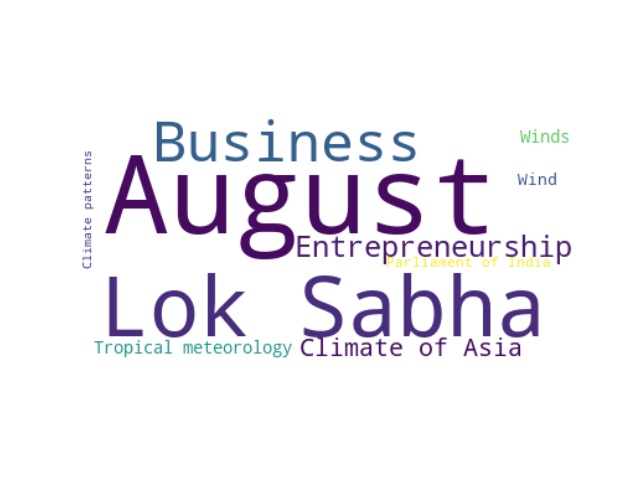 Business
Winds
Climate patterns
August
Wind
Entrepreneurship
Parliament of India
Lok Sabha
Tropical meteorology
Climate of Asia